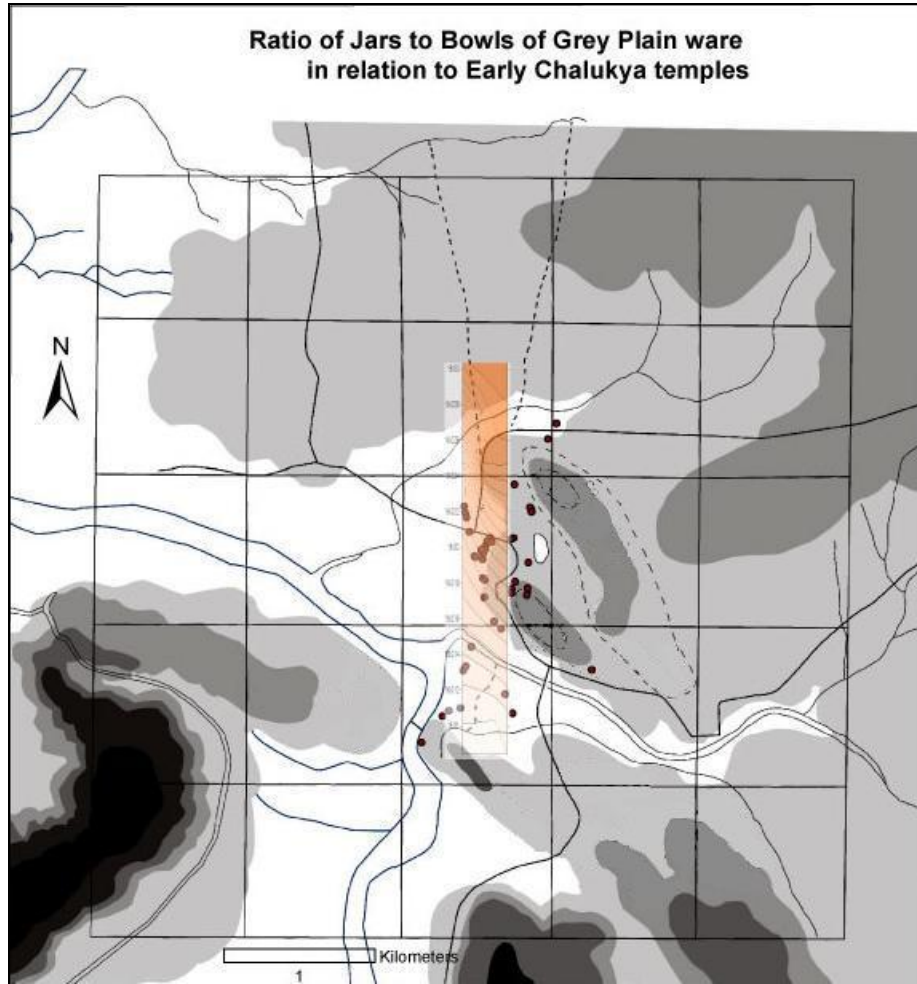 Ratio of Jars to Bowls of Grey Plain ware
in relation to Early Chalukya temples
N
Kilometers
1